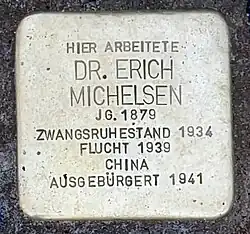 HIER ARBEITETE
DR. ERICH
MICHELSEN
JG. 1879
ZWANGSRUHESTAND 1934
FLUCHT 1939
CHINA
AUSGEBÜRGERT 1941